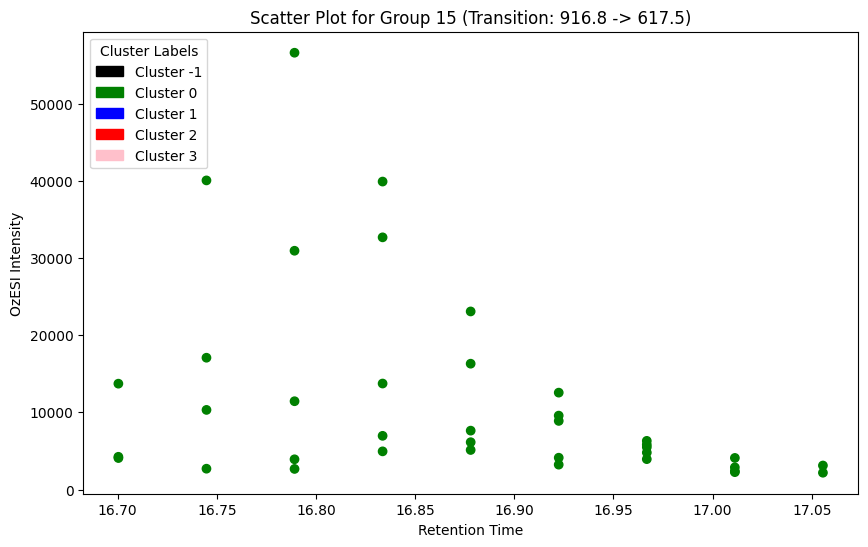 Scatter Plot for Group 15 (Transition: 916.8 -> 617.5)
Cluster Labels
Cluster -1
Cluster 0
Cluster 1
Cluster 2
Cluster 3
OzESI Intensity
50000
40000
30000
20000
10000
0
16.70 16.75 16.80 16.85 16.90 16.95 17.00 17.05
Retention Time